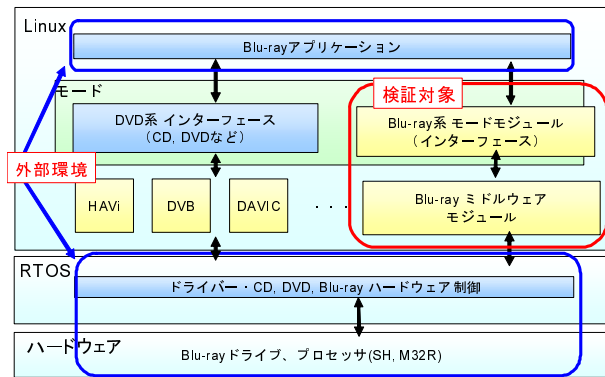 Linux
Blu-rayアプリケーション
モード
検証対象
DVD系 インターフェース
（CD, DVDなど）
Blu-ray系 モードモジュール
（インターフェース）
外部環境
HAVi
DVB
DAVIC
・・・
Blu-ray ミドルウェア
モジュール
RTOS
ドライバー・CD, DVD, Blu-ray ハードウェア制御
ハードウェア
Blu-rayドライブ、プロセッサ(SH, M32R)